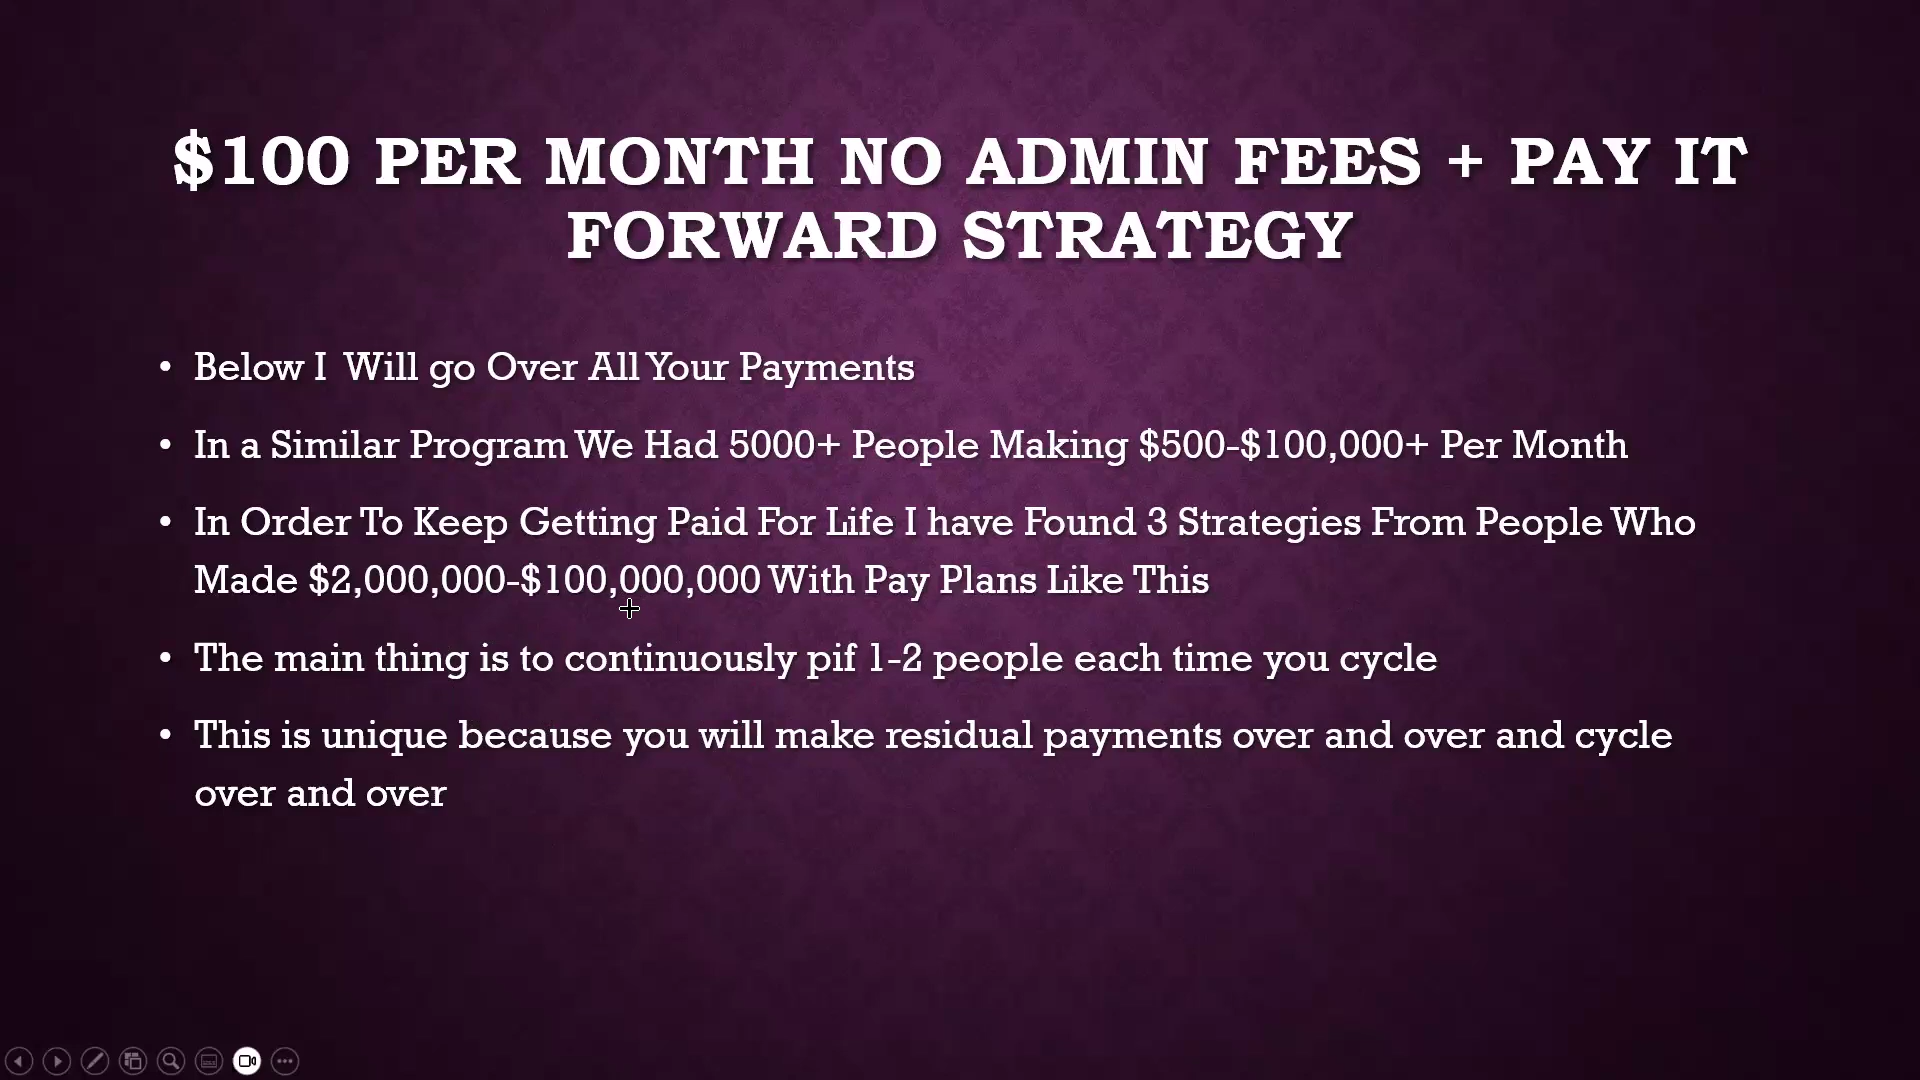 $100 PER MONTH NO ADMIN FEES + PAY IT
FORWARD STRATEGY
• Below I  Will go Over All Your Payments
• In a Similar Program We Had 5000+ People Making $500-$100,000+ Per Month
• In Order To Keep Getting Paid For Life I have Found 3 Strategies From People Who
Made $2,000,000-$100,000,000 With Pay Plans Like This
• The main thing is to continuously pif 1-2 people each time you cycle
• This is unique because you will make residual payments over and over and cycle
over and over